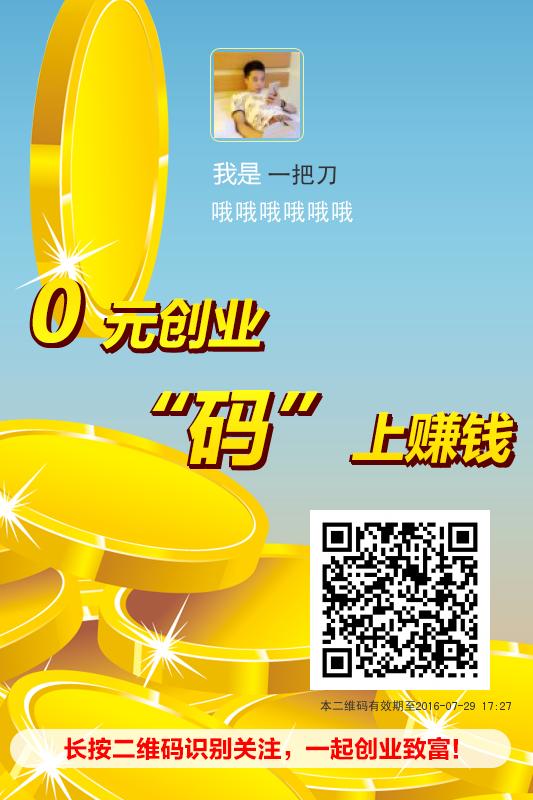 我是 一把刀
哦哦哦哦哦哦
0 元创业
“码” 上赚钱
本二维码有效期至2016-07-29 17:27
长按二维码识别关注，一起创业致富！